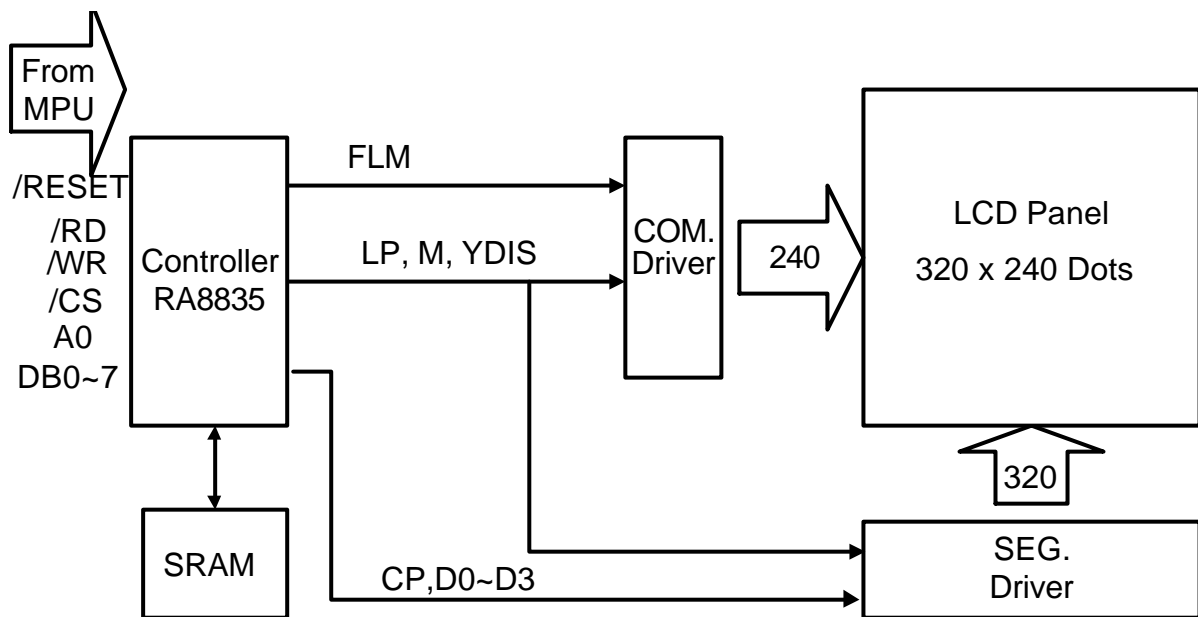 From
MPU
/RESET
/RD
/WR
/CS
A0
DB0~7
Controller
RA8835
SRAM
FLM
LP, M, YDIS
CP,D0~D3
COM.
Driver
240
LCD Panel
320 x 240 Dots
320
SEG.
Driver